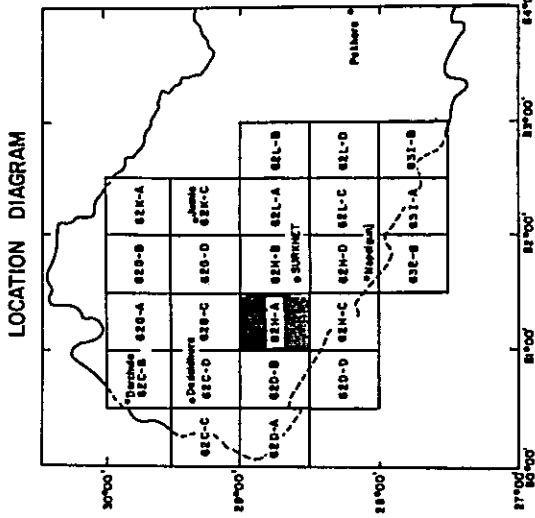 LOCATION DIAGRAM
Pokhara
30°00'
Darchula
62C-B 62G-A 62G-B 62K-A
Dadeldhura Jumla
62C-C 62C-D 62G-C 62G-D 62K-C
29°00'
62D-A 62D-B 62H-A 62H-B 62L-A 62L-B
SURKHET
62D-D 62H-C 62H-D 62L-C 62L-D
Nepalgunj
28°00'
63E-B 63I-A 63I-B
27°00'
80°00' 81°00' 82°00' 83°00'